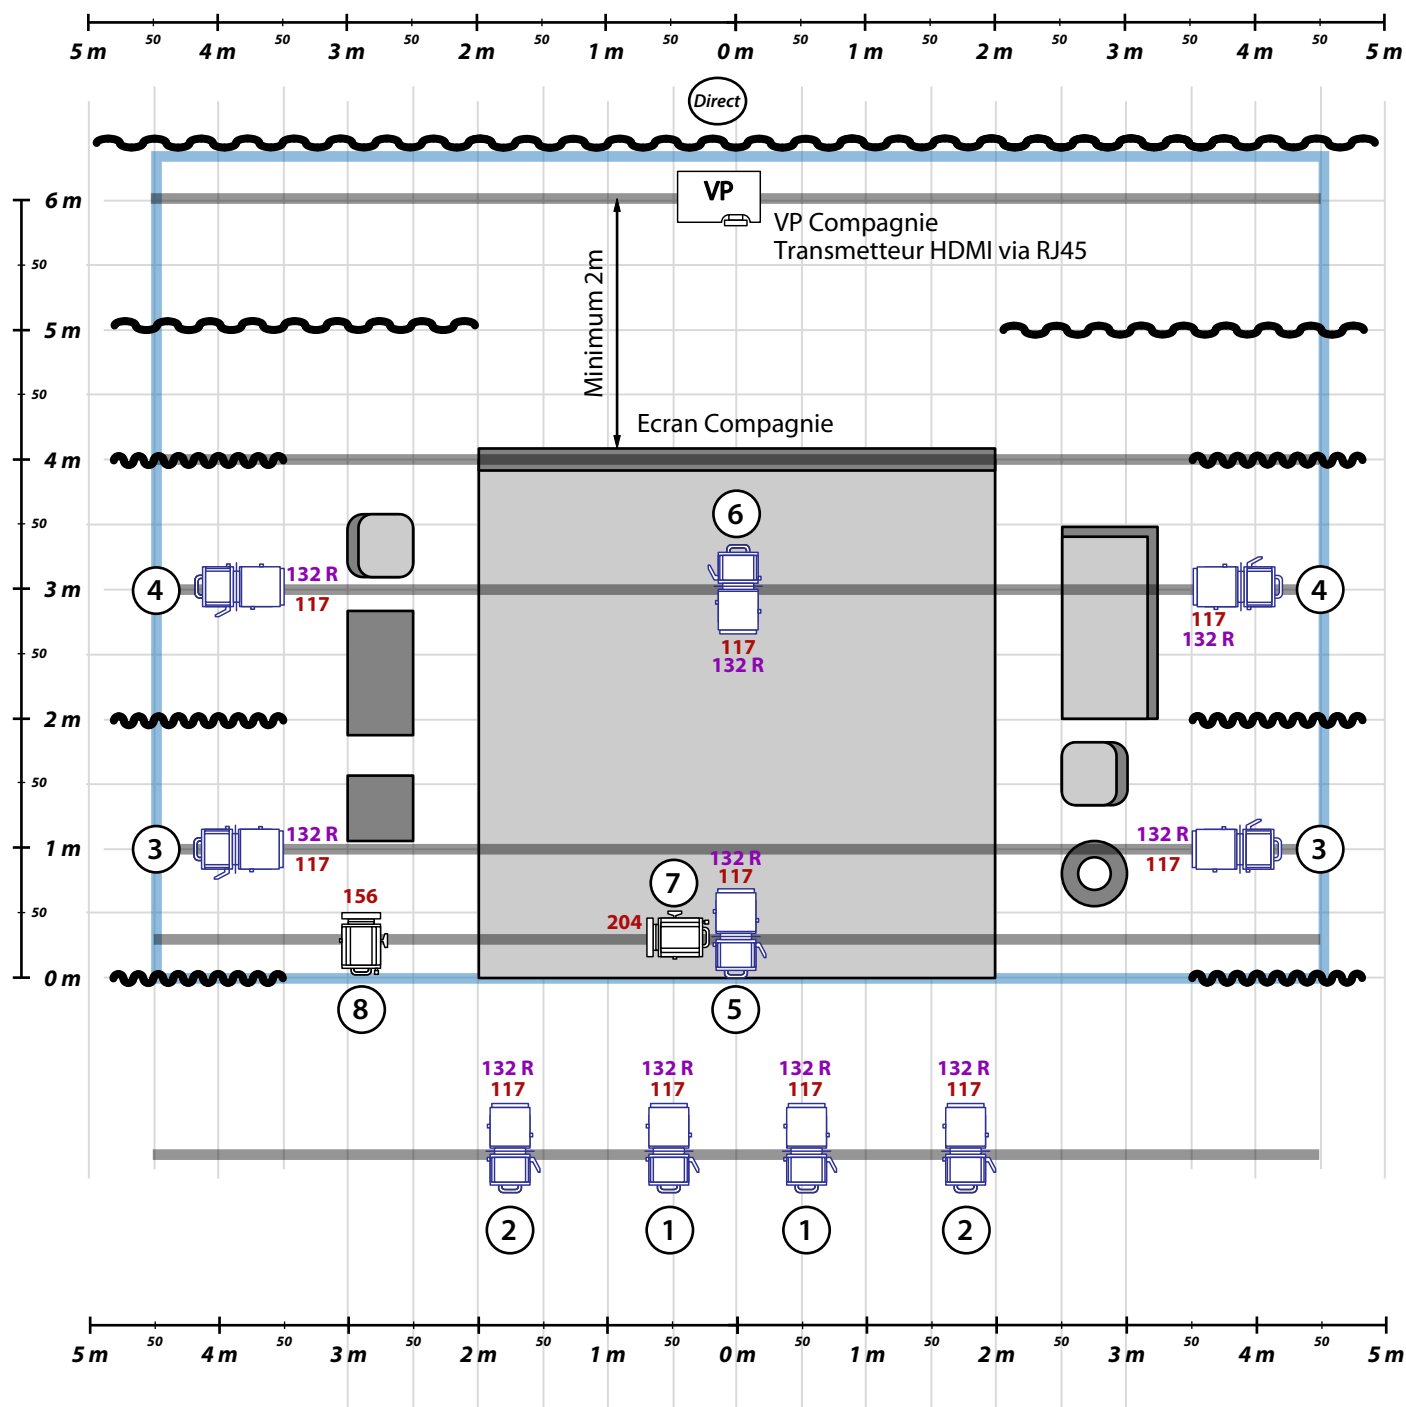 50 50 50 50 50 50 50 50 50 50
5 m 4 m 3 m 2 m 1 m 0 m 1 m 2 m 3 m 4 m 5 m
Direct
6 m
VP
VP Compagnie
Transmetteur HDMI via RJ45
50
Minimum 2m
5 m
50
Ecran Compagnie
4 m
6
50
4
132 R
117
3 m
117
132 R
4
117
132 R
50
2 m
50
3
132 R
117
1 m
132 R
117
3
132 R
117
7
156
204
50
0 m
8
5
132 R 132 R 132 R 132 R
117 117 117 117
2 1 1 2
50 50 50 50 50 50 50 50 50 50
5 m 4 m 3 m 2 m 1 m 0 m 1 m 2 m 3 m 4 m 5 m